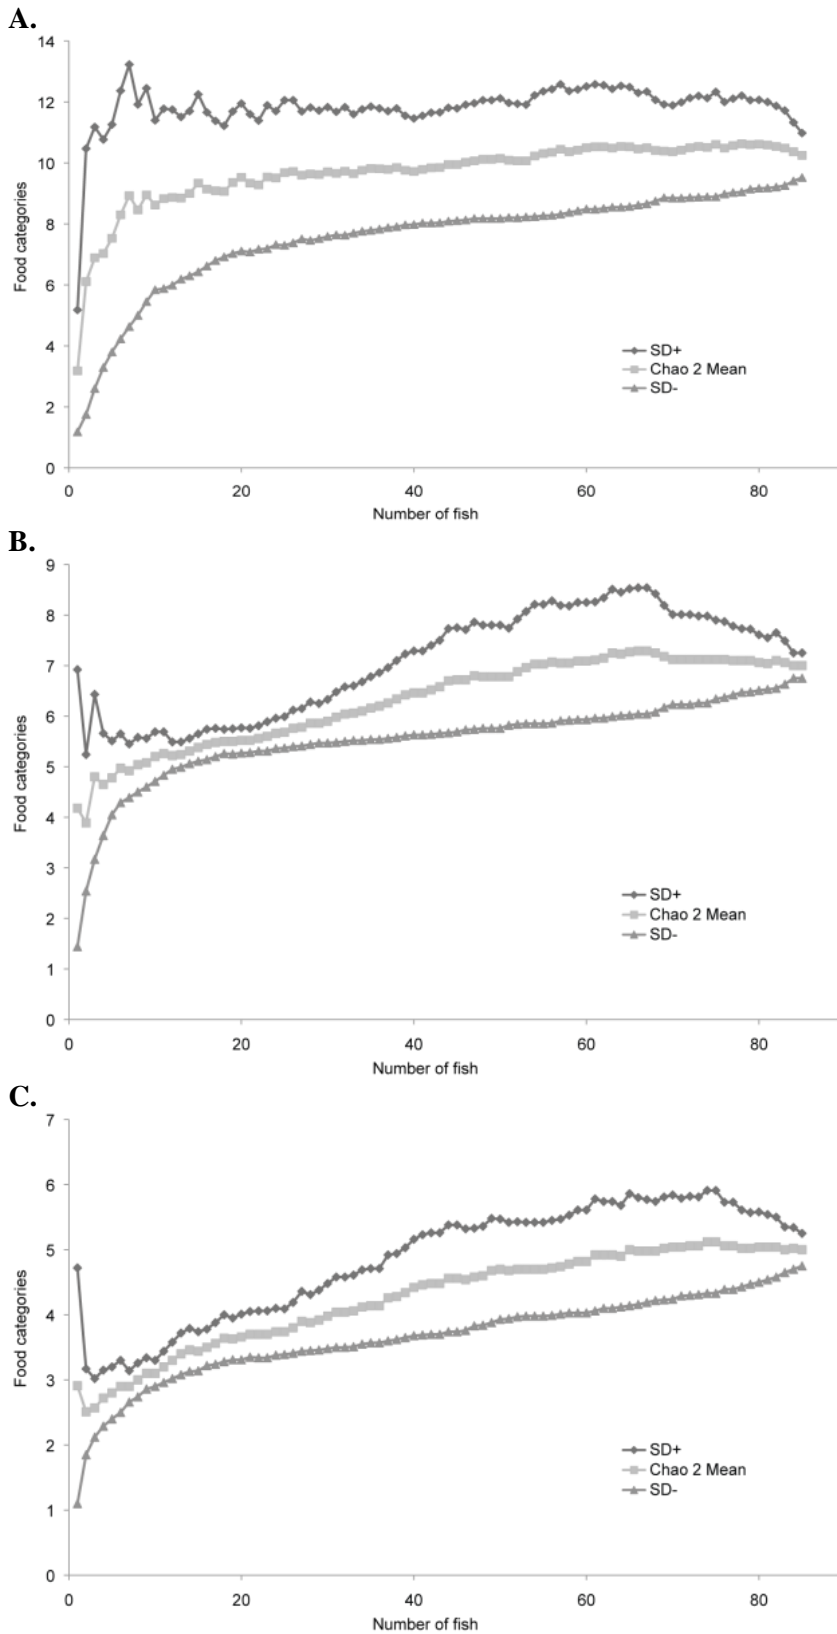 A.
14
12
10
8
6
4
2
0
Food categories
SD+
Chao 2 Mean
SD-
0 20 40 60 80
Number of fish
B.
9
8
7
6
5
4
3
2
1
0
Food categories
SD+
Chao 2 Mean
SD-
0 20 40 60 80
Number of fish
C.
7
6
5
4
3
2
1
0
Food categories
SD+
Chao 2 Mean
SD-
0 20 40 60 80
Number of fish